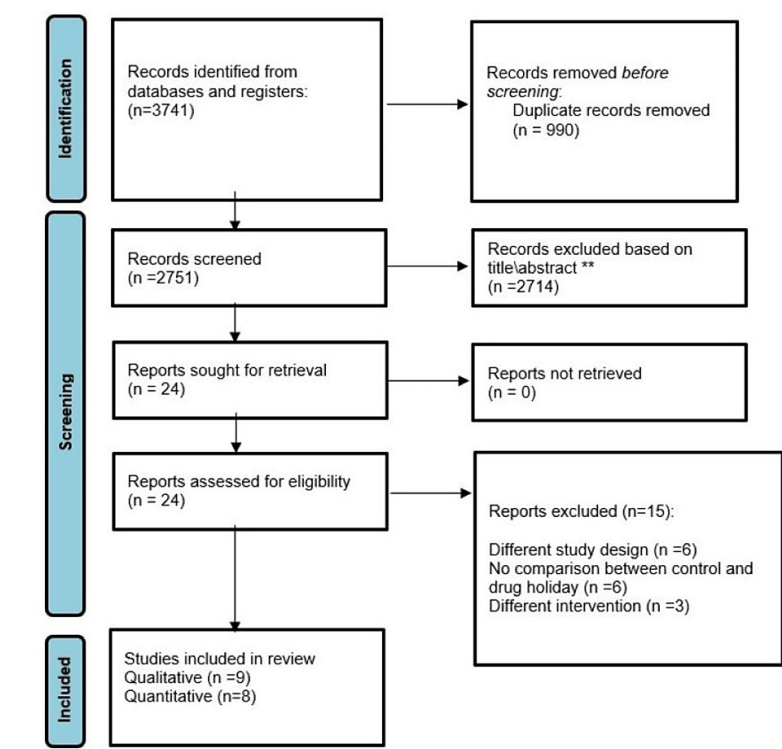 Identification
Records identified from
databases and registers:
(n=3741)
Records removed before
screening:
Duplicate records removed
(n = 990)
Screening
Records screened
(n =2751)
Records excluded based on
title\abstract **
(n =2714)
Reports sought for retrieval
(n = 24)
Reports not retrieved
(n = 0)
Reports assessed for eligibility
(n = 24)
Reports excluded (n=15):
Different study design (n =6)
No comparison between control and
drug holiday (n =6)
Different intervention (n =3)
Included
Studies included in review
Qualitative (n =9)
Quantitative (n=8)